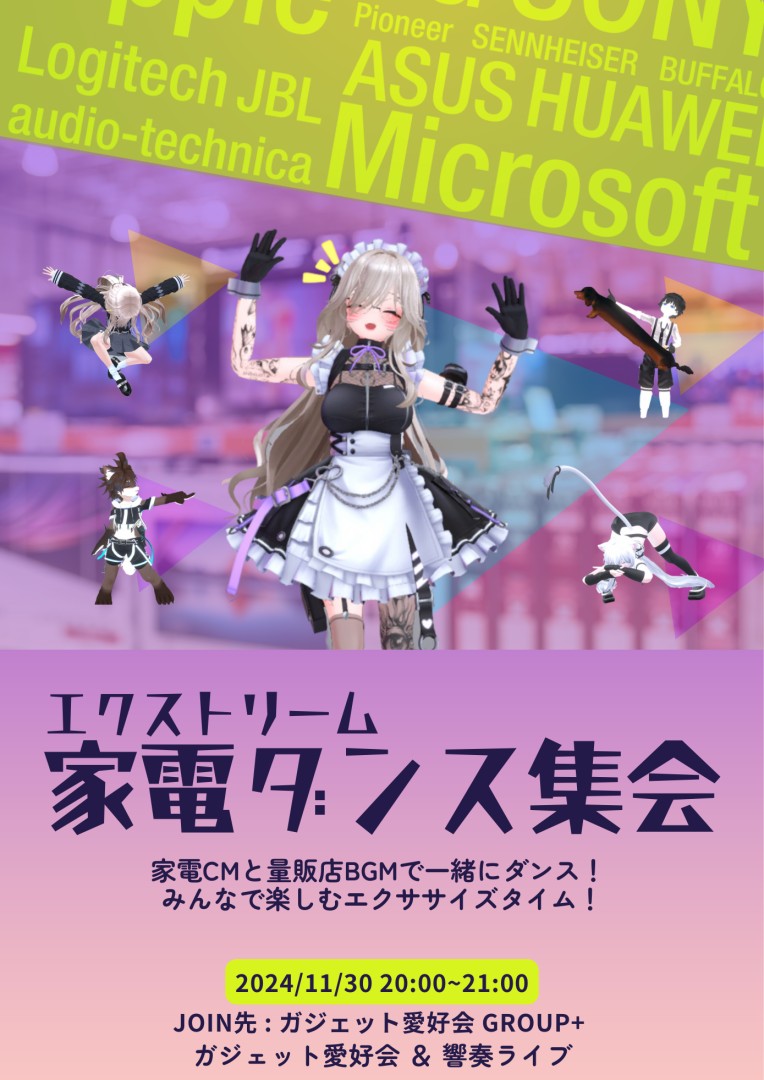 Apple
SONY
Pioneer SENNHEISER BUFFALO
Logitech JBL ASUS HUAWEI
audio-technica Microsoft
エクストリーム
家電ダンス集会
家電CMと量販店BGMで一緒にダンス！
みんなで楽しむエクササイズタイム！
2024/11/30 20:00~21:00
JOIN先 : ガジェット愛好会 GROUP+
ガジェット愛好会 & 響奏ライブ